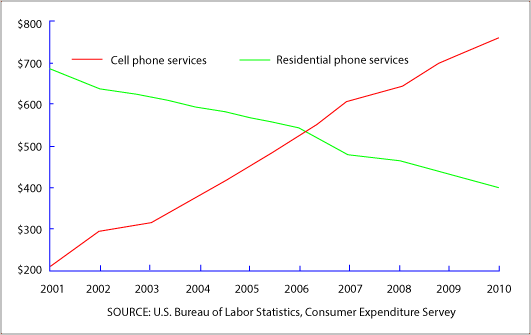 $800
Cell phone services
Residential phone services
$700
$600
$500
$400
$300
$200
2001 2002 2003 2004 2005 2006 2007 2008 2009 2010
SOURCE: U.S. Bureau of Labor Statistics, Consumer Expenditure Servey